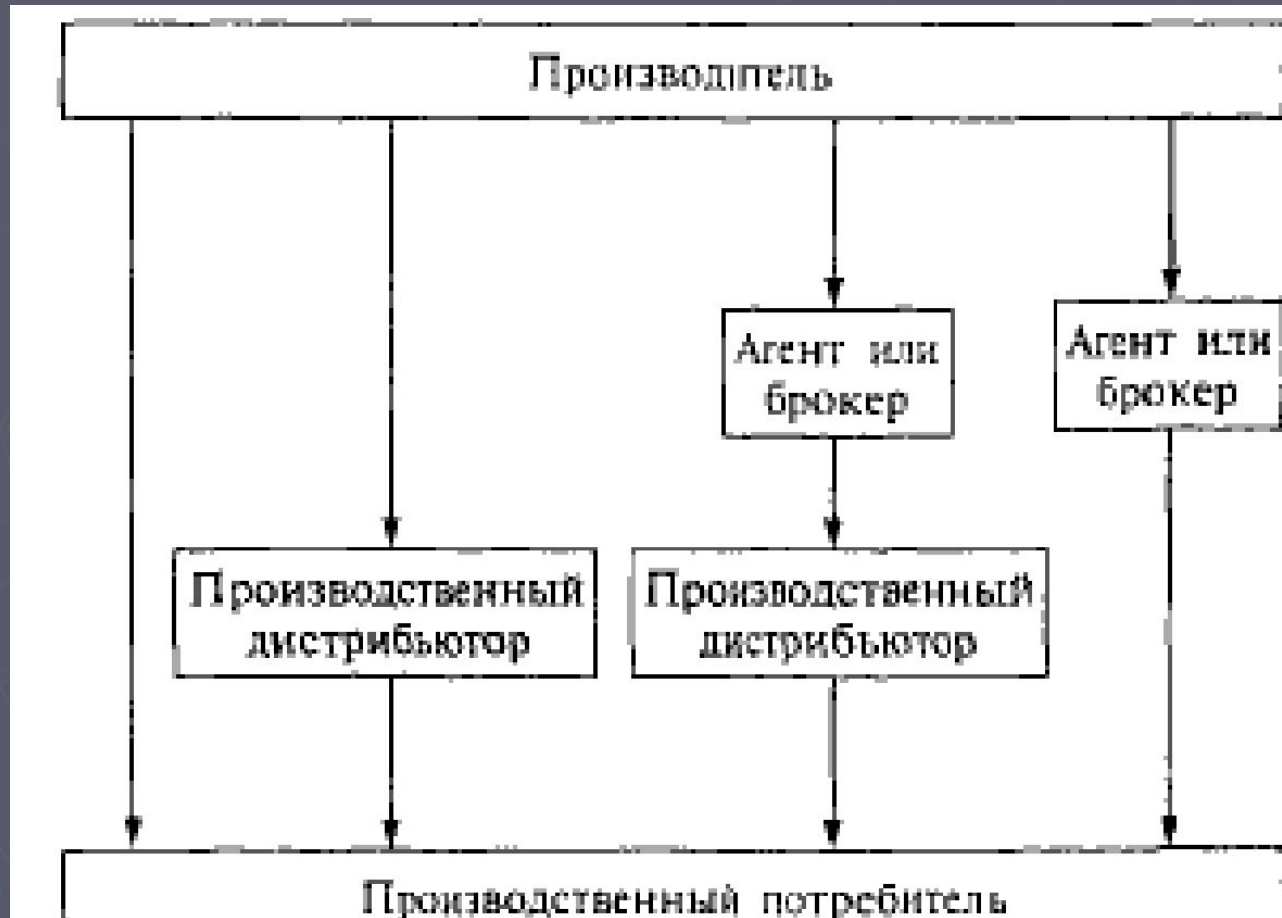 Производитель
Агент или
брокер
Агент или
брокер
Производственный
дистрибьютор
Производственный
дистрибьютор
Производственный потребитель